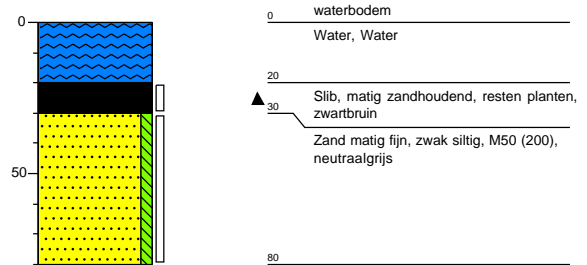 0
50
0
waterbodem
Water, Water
20
Slib, matig zandhoudend, resten planten,
zwartbruin
30
Zand matig fijn, zwak siltig, M50 (200),
neutraalgrijs
80